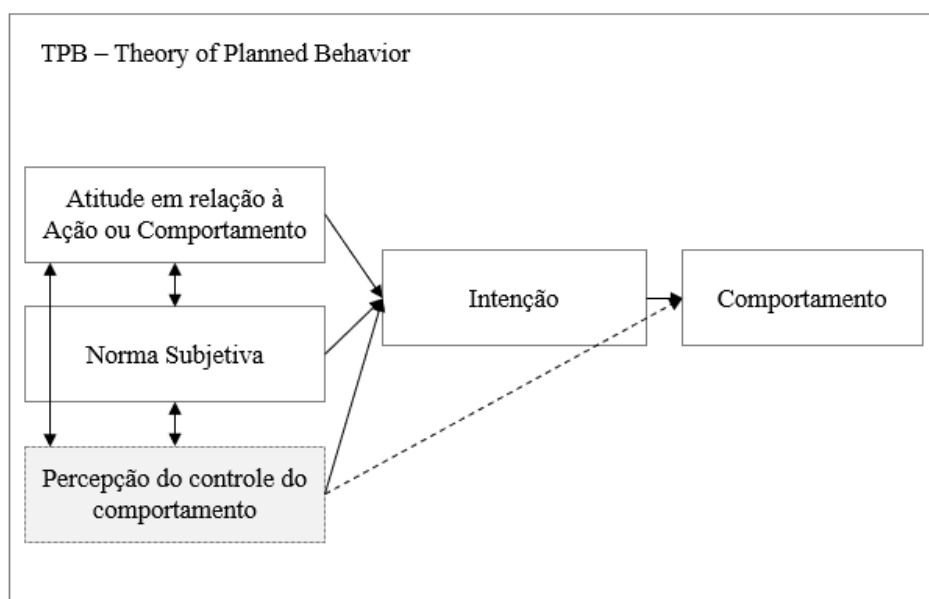 TPB – Theory of Planned Behavior
Atitude em relação à
Ação ou Comportamento
Norma Subjetiva
Percepção do controle do
comportamento
Intenção
Comportamento